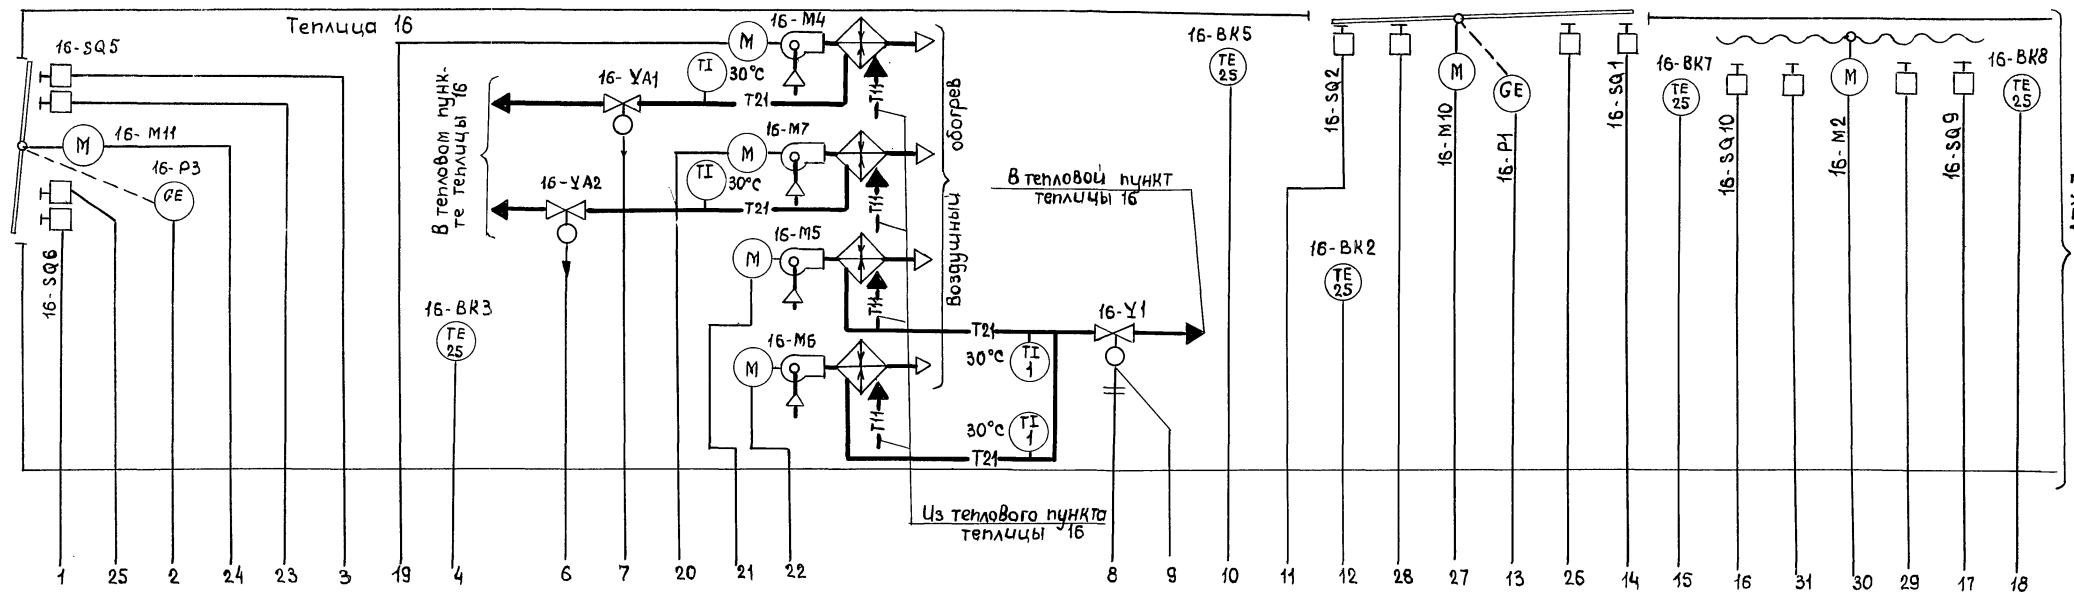 Теплица 16
16-SQ5
16-M11
16-P3
GE
M
16-SQ6
16-M4
M
TI
30°C
16-YA1
T21
T11
В тепловом пунк-
те теплицы 16
16-M7
M
TI
30°C
16-YA2
T21
T11
16-M5
M
T11
T21
16-BK3
TE
25
16-M6
M
T11
T21
30°C
TI
1
30°C
TI
1
Воздушный обогрев
16-Y1
В тепловой пункт
теплицы 16
Из теплового пункта
теплицы 16
16-BK5
TE
25
16-SQ2
16-BK2
TE
25
M
16-M10
GE
16-P1
16-SQ1
16-BK7
TE
25
16-SQ10
M
16-M2
16-SQ9
16-BK8
TE
25
1 25 2 24 23 3 19 4 6 7 20 21 22 8 9 10 11 12 28 27 13 26 14 15 16 31 30 29 17 18